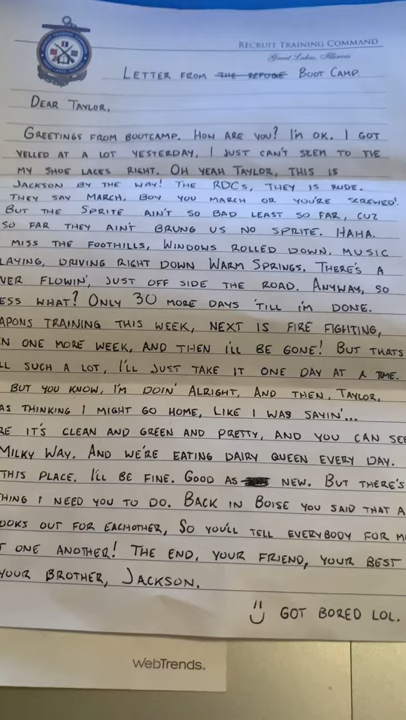 RECRUIT TRAINING COMMAND
Great Lakes, Illinois
LETTER FROM THE REFUGE BOOT CAMP
DEAR TAYLOR,
GREETINGS FROM BOOTCAMP. HOW ARE YOU? I'M OK. I GOT
YELLED AT A LOT YESTERDAY, I JUST CAN'T SEEM TO TIE
MY SHOE LACES RIGHT. OH YEAH TAYLOR, THIS IS
JACKSON BY THE WAY! THE RDCS, THEY IS RUDE.
THEY SAY MARCH, BOY YOU MARCH OR YOU'RE SCREWED!
BUT THE SPRITE AIN'T SO BAD LEAST SO FAR, CUZ
SO FAR THEY AIN'T BRUNG US NO SPRITE. HAHA.
MISS THE FOOTHILLS, WINDOWS ROLLED DOWN, MUSIC
LAYING, DRIVING RIGHT DOWN WARM SPRINGS. THERE'S A
VER FLOWIN', JUST OFF SIDE THE ROAD. ANYWAY, SO
ESS WHAT? ONLY 30 MORE DAYS 'TILL I'M DONE.
APONS TRAINING THIS WEEK, NEXT IS FIRE FIGHTING,
N ONE MORE WEEK, AND THEN I'LL BE GONE! BUT THATS
LL SUCH A LOT, I'LL JUST TAKE IT ONE DAY AT A TIME.
BUT YOU KNOW, I'M DOIN' ALRIGHT, AND THEN, TAYLOR,
AS THINKING I MIGHT GO HOME, LIKE I WAS SAYIN'...
RE IT'S CLEAN AND GREEN AND PRETTY, AND YOU CAN SEE
MILKY WAY. AND WE'RE EATING DAIRY QUEEN EVERY DAY.
THIS PLACE. I'LL BE FINE. GOOD AS NEW. BUT THERE'S
HING I NEED YOU TO DO. BACK IN BOISE YOU SAID THAT A
OOKS OUT FOR EACHOTHER, SO YOU'LL TELL EVERYBODY FOR M
T ONE ANOTHER! THE END, YOUR FRIEND, YOUR BEST
YOUR BROTHER, JACKSON.
GOT BORED LOL.
WebTrends.